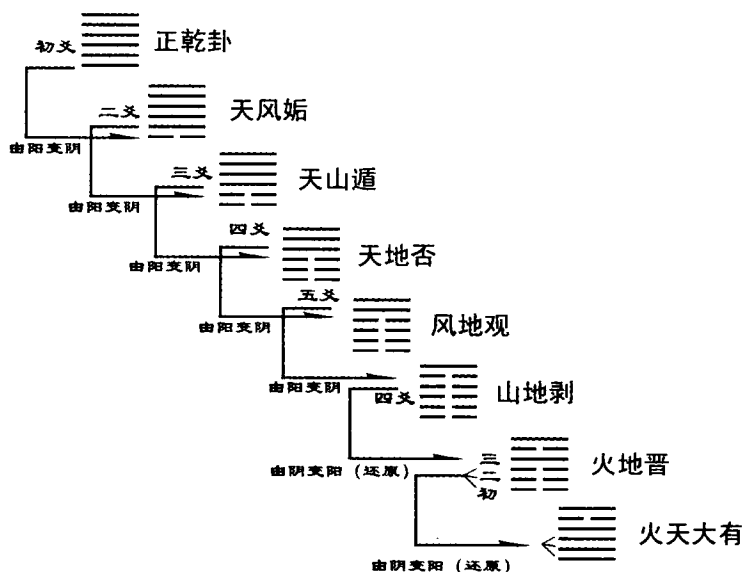 初爻 正乾卦
二爻 天风姤
由阳变阴
三爻 天山遁
由阳变阴
四爻 天地否
由阳变阴
五爻 风地观
由阳变阴
由阳变阴 四爻 山地剥
由阴变阳（还原） 三 火地晋
二
初
火天大有
由阴变阳（还原）